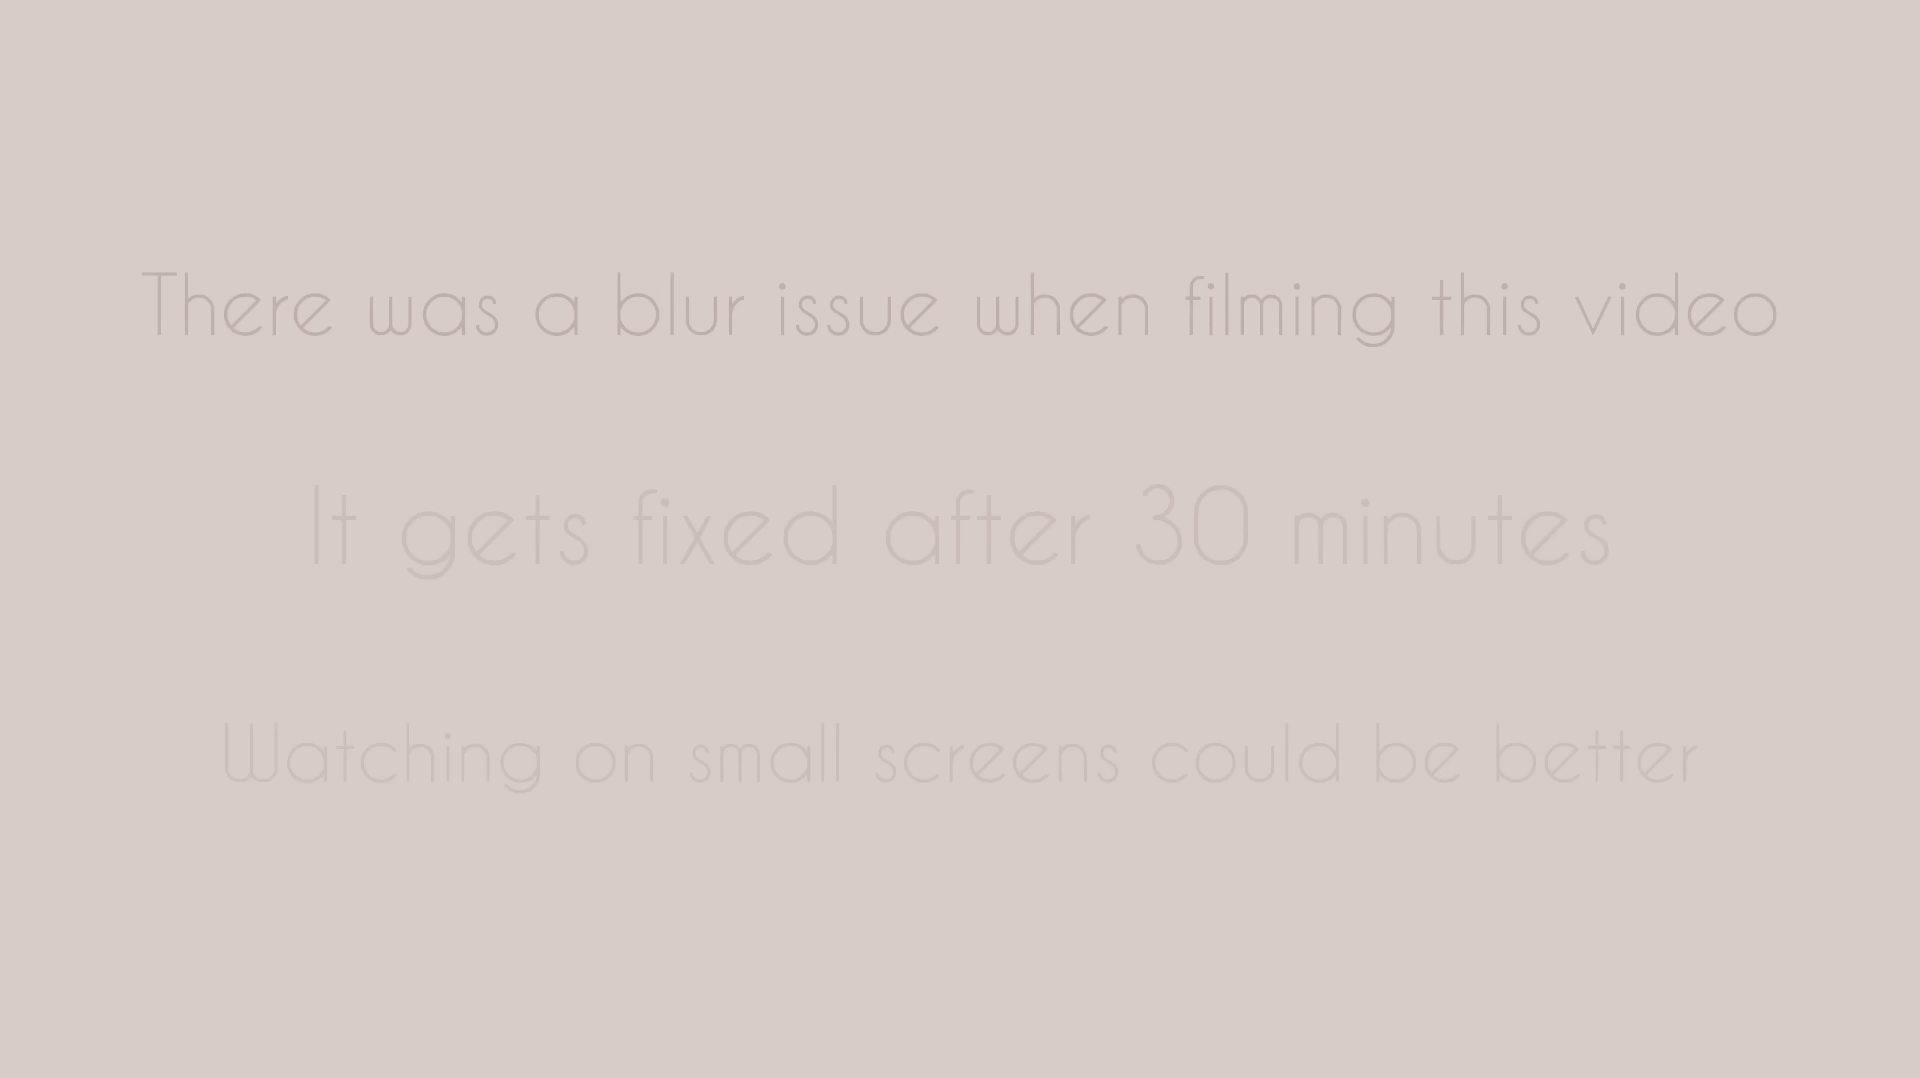 There was a blur issue when filming this video
It gets fixed after 30 minutes
Watching on small screens could be better